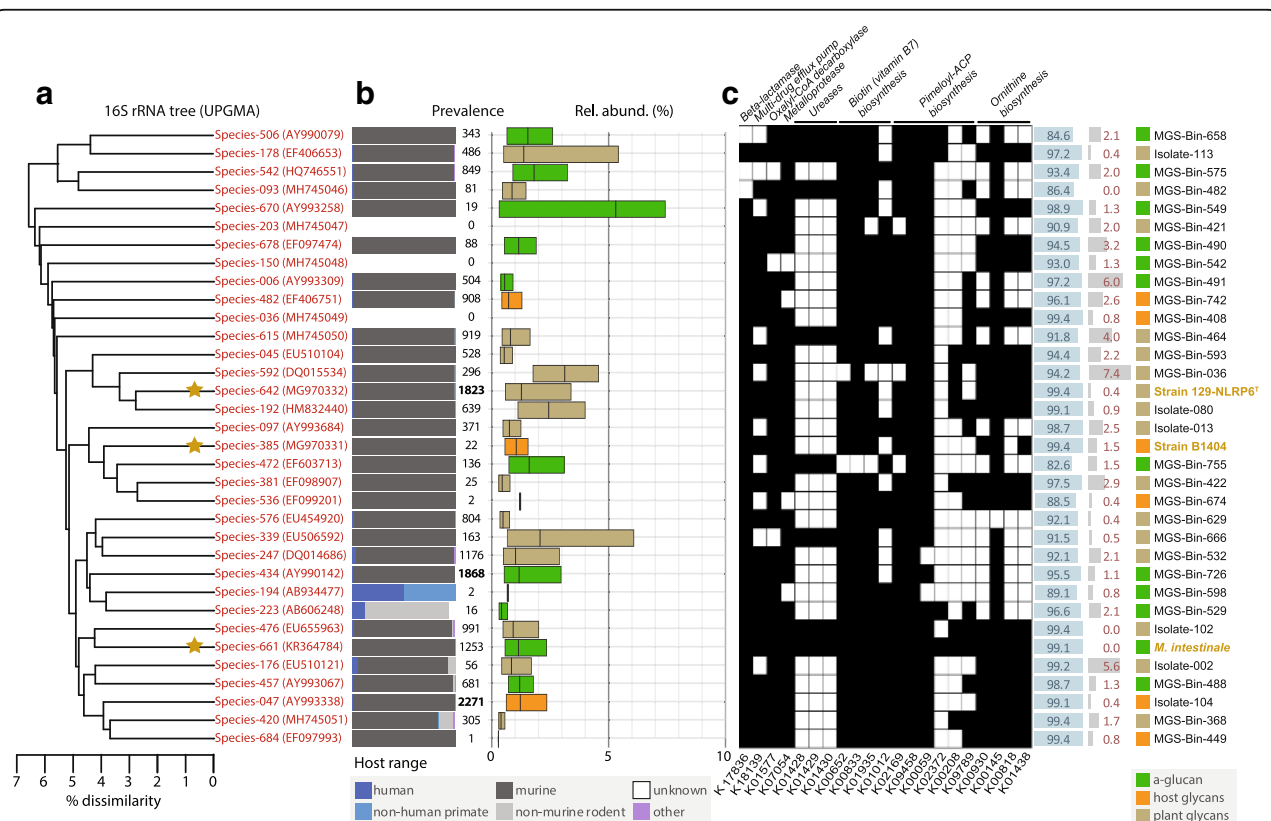 a
b
c
16S rRNA tree (UPGMA)
Prevalence
Rel. abund. (%)
Beta-lactamase
Multi-drug efflux pump
Oxalyl-CoA decarboxylase
Metalloprotease
Ureases
Biotin (vitamin B7) biosynthesis
Pimeloyl-ACP biosynthesis
Ornithine biosynthesis
Species-506 (AY990079) 343 84.6 2.1 MGS-Bin-658
Species-178 (EF406653) 486 97.2 0.4 Isolate-113
Species-542 (HQ746551) 849 93.4 2.0 MGS-Bin-575
Species-093 (MH745046) 81 86.4 0.0 MGS-Bin-482
Species-670 (AY993258) 19 98.9 1.3 MGS-Bin-549
Species-203 (MH745047) 0 90.9 2.0 MGS-Bin-421
Species-678 (EF097474) 88 94.5 3.2 MGS-Bin-490
Species-150 (MH745048) 0 93.0 1.3 MGS-Bin-542
Species-006 (AY993309) 504 97.2 6.0 MGS-Bin-491
Species-482 (EF406751) 908 96.1 2.6 MGS-Bin-742
Species-036 (MH745049) 0 99.4 0.8 MGS-Bin-408
Species-615 (MH745050) 919 91.8 4.0 MGS-Bin-464
Species-045 (EU510104) 528 94.4 2.2 MGS-Bin-593
Species-592 (DQ015534) 296 94.2 7.4 MGS-Bin-036
Species-642 (MG970332) 1823 99.4 0.4 Strain 129-NLRP6ᵀ
Species-192 (HM832440) 639 99.1 0.9 Isolate-080
Species-097 (AY993684) 371 98.7 2.5 Isolate-013
Species-385 (MG970331) 22 99.4 1.5 Strain B1404
Species-472 (EF603713) 136 82.6 1.5 MGS-Bin-755
Species-381 (EF098907) 25 97.5 2.9 MGS-Bin-422
Species-536 (EF099201) 2 88.5 0.4 MGS-Bin-674
Species-576 (EU454920) 804 92.1 0.4 MGS-Bin-629
Species-339 (EU506592) 163 91.5 0.5 MGS-Bin-666
Species-247 (DQ014686) 1176 92.1 2.1 MGS-Bin-532
Species-434 (AY990142) 1868 95.5 1.1 MGS-Bin-726
Species-194 (AB934477) 2 89.1 0.8 MGS-Bin-598
Species-223 (AB606248) 16 96.6 2.1 MGS-Bin-529
Species-476 (EU655963) 991 99.4 0.0 Isolate-102
Species-661 (KR364784) 1253 99.1 0.0 M. intestinale
Species-176 (EU510121) 56 99.2 5.6 Isolate-002
Species-457 (AY993067) 681 98.7 1.3 MGS-Bin-488
Species-047 (AY993338) 2271 99.1 0.4 Isolate-104
Species-420 (MH745051) 305 99.4 1.7 MGS-Bin-368
Species-684 (EF097993) 1 99.4 0.8 MGS-Bin-449
7 6 5 4 3 2 1 0
% dissimilarity
Host range
0 5 10
human
murine
unknown
non-human primate
non-murine rodent
other
K17836 K18139 K01577 K07054 K01428 K01429 K01430 K00652 K00833 K01935 K01012 K02169 K09458 K00059 K02372 K00208 K09789 K00930 K00145 K00818 K01438
a-glucan
host glycans
plant glycans